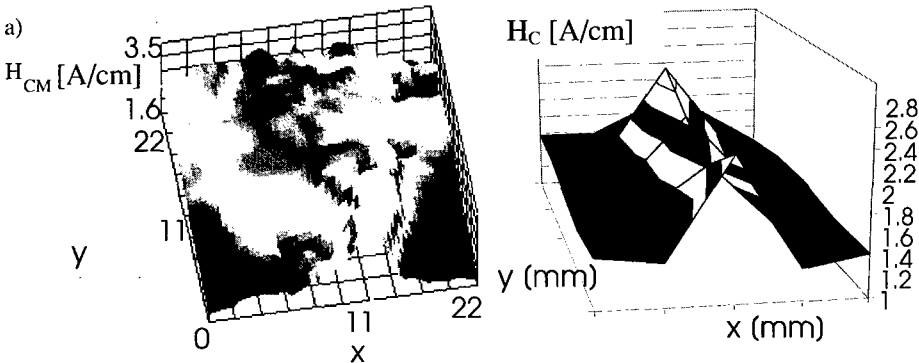 a)
3.5
H_CM [A/cm]
1.6
22
11
y
0
11
22
x
H_C [A/cm]
2.8
2.6
2.4
2.2
2
1.8
1.6
1.4
1.2
1
y (mm)
x (mm)